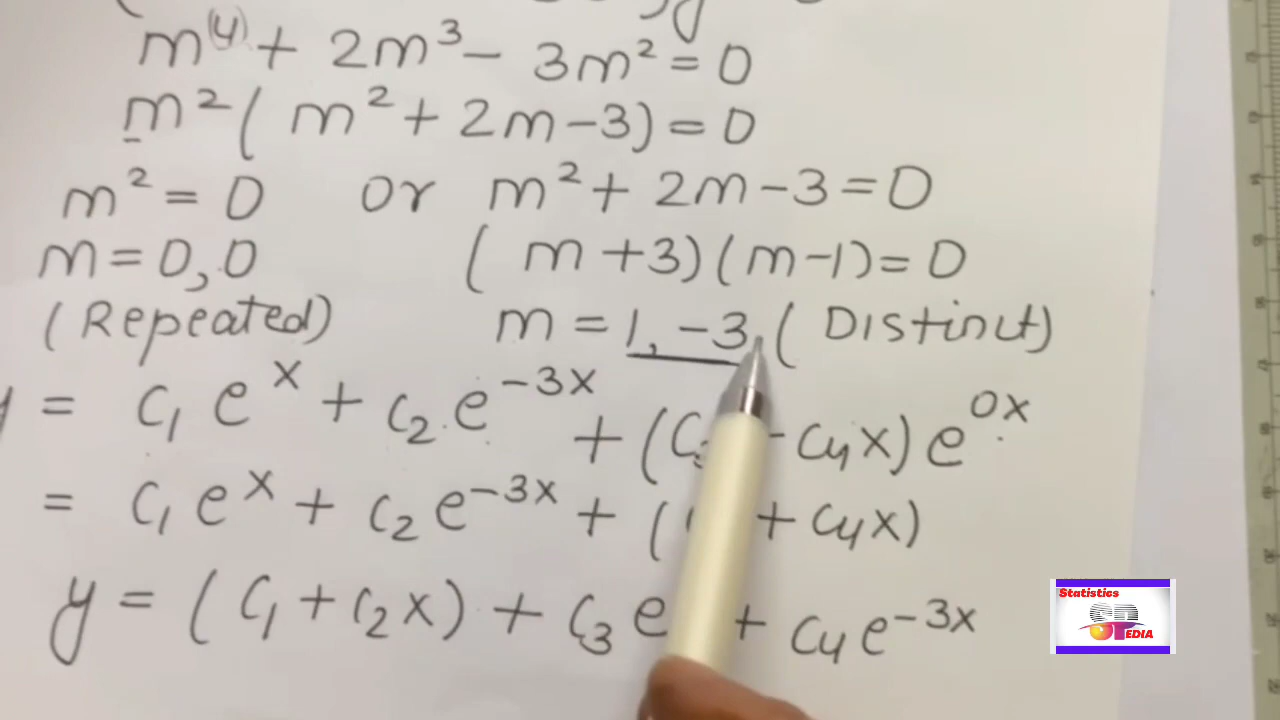 m⁽⁴⁾ + 2m³ - 3m² = 0
m² ( m² + 2m - 3) = 0
m² = 0 or m² + 2m - 3 = 0
m = 0, 0 ( m + 3) (m - 1) = 0
(Repeated) m = 1, -3, ( Distinct)
= C₁ eˣ + C₂ e⁻³ˣ + (C - C₄x) e⁰ˣ
= C₁ eˣ + C₂ e⁻³ˣ + ( + C₄x)
y = (C₁ + C₂x) + C₃ e + C₄ e⁻³ˣ
Statistics
PEDIA